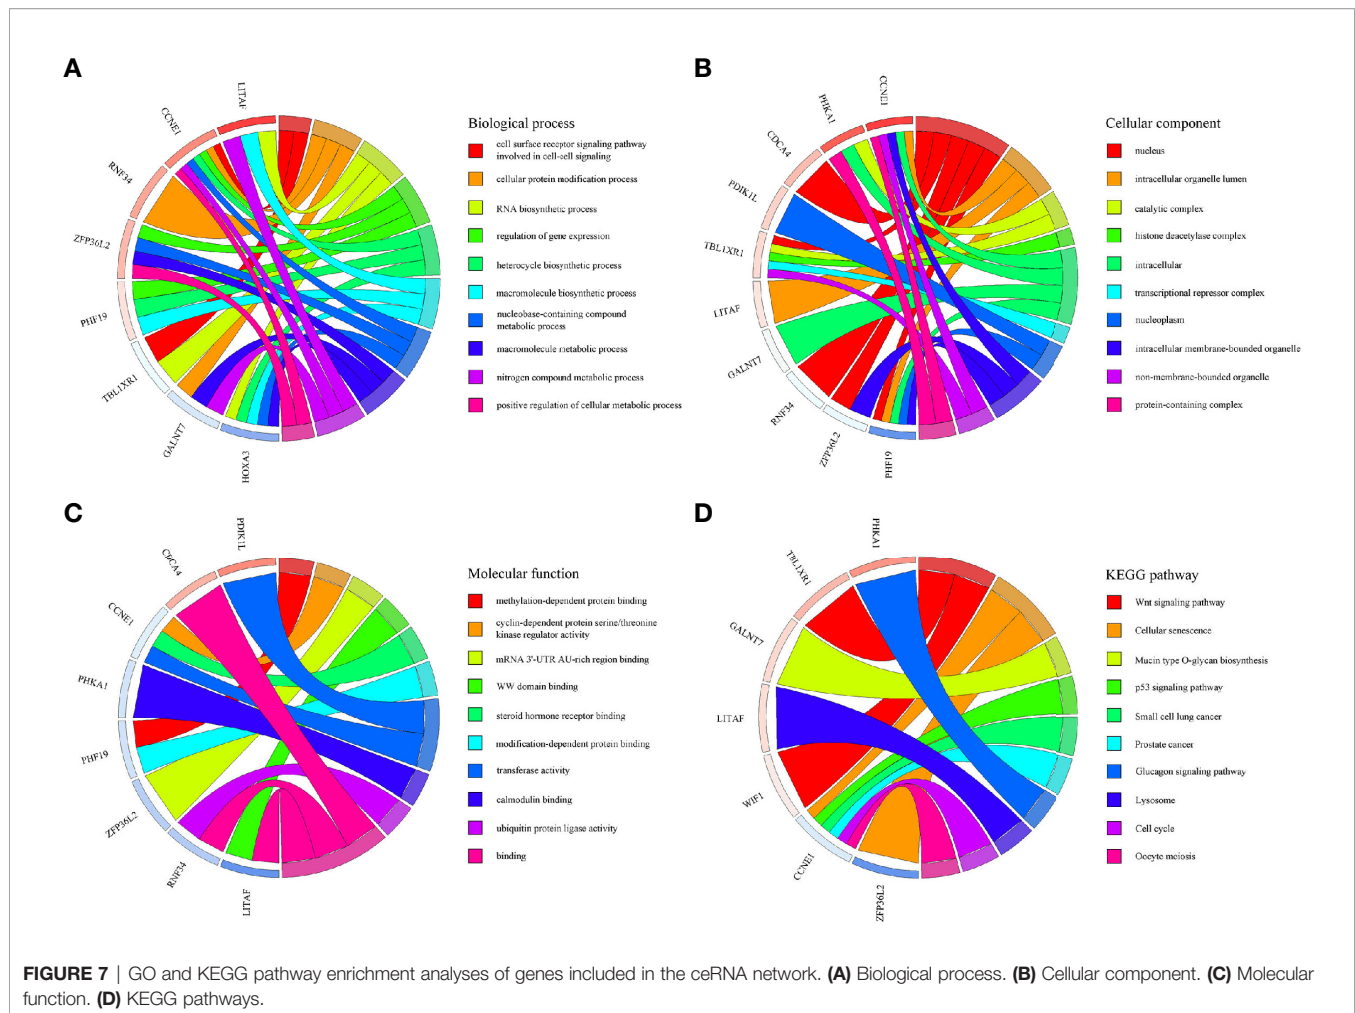 A
LITAF
CCNE1
RNF34
ZFP36L2
PHF19
TBL1XR1
GALNT7
HOXA3
Biological process
cell surface receptor signaling pathway
involved in cell-cell signaling
cellular protein modification process
RNA biosynthetic process
regulation of gene expression
heterocycle biosynthetic process
macromolecule biosynthetic process
nucleobase-containing compound
metabolic process
macromolecule metabolic process
nitrogen compound metabolic process
positive regulation of cellular metabolic process
B
CCNE1
PHKA1
CDCA4
PDIK1L
TBL1XR1
LITAF
GALNT7
RNF34
ZFP36L2
PHF19
Cellular component
nucleus
intracellular organelle lumen
catalytic complex
histone deacetylase complex
intracellular
transcriptional repressor complex
nucleoplasm
intracellular membrane-bounded organelle
non-membrane-bounded organelle
protein-containing complex
C
PDIK1L
CDCA4
CCNE1
PHKA1
PHF19
ZFP36L2
RNF34
LITAF
Molecular function
methylation-dependent protein binding
cyclin-dependent protein serine/threonine
kinase regulator activity
mRNA 3'-UTR AU-rich region binding
WW domain binding
steroid hormone receptor binding
modification-dependent protein binding
transferase activity
calmodulin binding
ubiquitin protein ligase activity
binding
D
PHKA1
TBL1XR1
GALNT7
LITAF
WIF1
CCNE1
ZFP36L2
KEGG pathway
Wnt signaling pathway
Cellular senescence
Mucin type O-glycan biosynthesis
p53 signaling pathway
Small cell lung cancer
Prostate cancer
Glucagon signaling pathway
Lysosome
Cell cycle
Oocyte meiosis
FIGURE 7 | GO and KEGG pathway enrichment analyses of genes included in the ceRNA network. (A) Biological process. (B) Cellular component. (C) Molecular
function. (D) KEGG pathways.